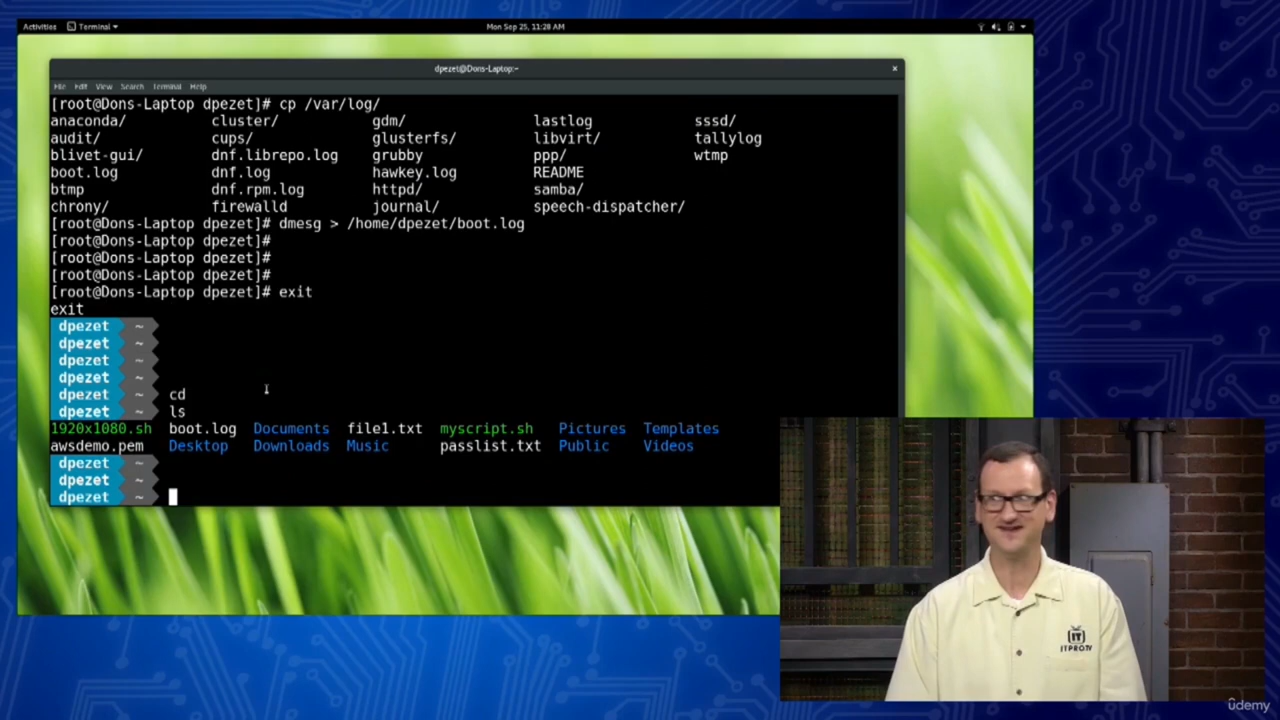 Activities Terminal Mon Sep 25, 11:28 AM
dpezet@Dons-Laptop:~
File Edit View Search Terminal Help
[root@Dons-Laptop dpezet]# cp /var/log/
anaconda/ cluster/ gdm/ lastlog sssd/
audit/ cups/ glusterfs/ libvirt/ tallylog
blivet-gui/ dnf.librepo.log grubby ppp/ wtmp
boot.log dnf.log hawkey.log README
btmp dnf.rpm.log httpd/ samba/
chrony/ firewalld journal/ speech-dispatcher/
[root@Dons-Laptop dpezet]# dmesg > /home/dpezet/boot.log
[root@Dons-Laptop dpezet]#
[root@Dons-Laptop dpezet]#
[root@Dons-Laptop dpezet]#
[root@Dons-Laptop dpezet]# exit
exit
dpezet ~
dpezet ~
dpezet ~
dpezet ~
dpezet ~ cd
dpezet ~ ls
1920x1080.sh boot.log Documents file1.txt myscript.sh Pictures Templates
awsdemo.pem Desktop Downloads Music passlist.txt Public Videos
dpezet ~
dpezet ~
dpezet ~
IT
ITPROTV
ûdemy